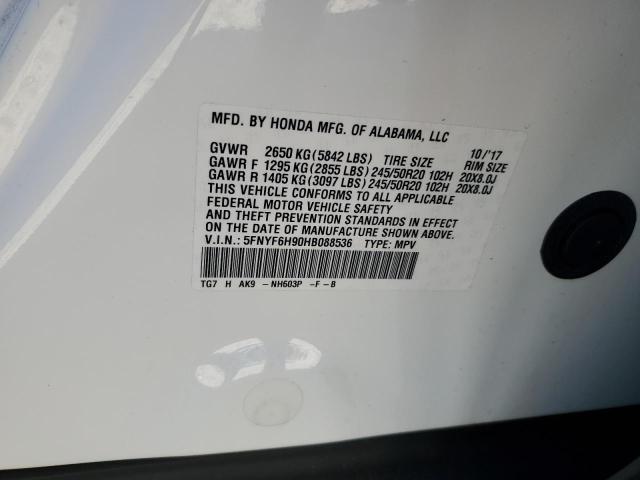 MFD. BY HONDA MFG. OF ALABAMA, LLC
10/'17
GVWR 2650 KG(5842 LBS) TIRE SIZE RIM SIZE
GAWR F 1295 KG(2855 LBS)245/50R20 102H 20X8.0J
GAWR R 1405 KG(3097 LBS)245/50R20 102H 20X8.0J
THIS VEHICLE CONFORMS TO ALL APPLICABLE
FEDERAL MOTOR VEHICLE SAFETY
AND THEFT PREVENTION STANDARDS IN EFFECT
ON THE DATE OF MANUFACTURE SHOWN ABOVE.
V.I.N.: 5FNYF6H90HB088536 TYPE: MPV
TG7 H AK9 -NH603P -F-B